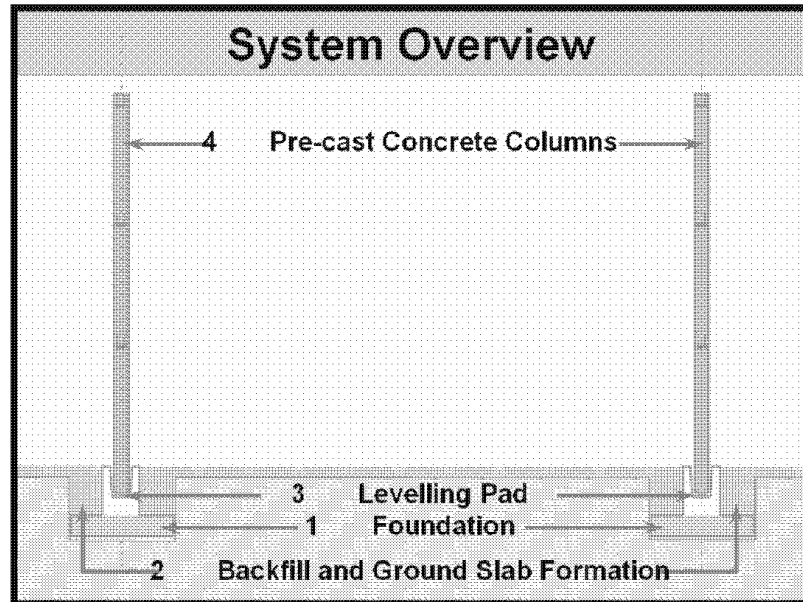 System Overview
4 Pre-cast Concrete Columns
3 Levelling Pad
1 Foundation
2 Backfill and Ground Slab Formation